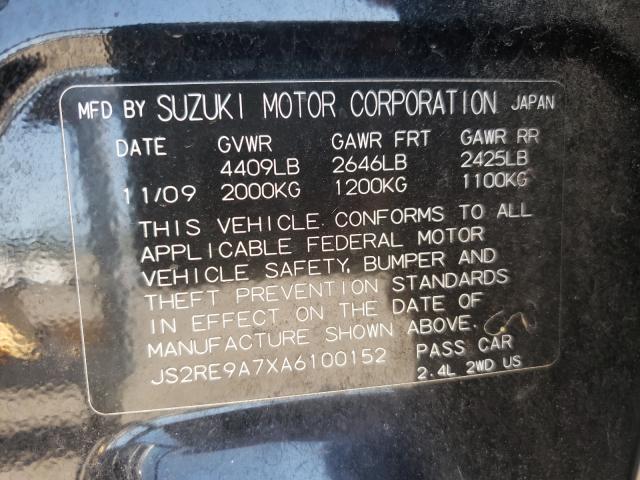 MFD BY SUZUKI MOTOR CORPORATION JAPAN
DATE GVWR GAWR FRT GAWR RR
4409LB 2646LB 2425LB
11/09 2000KG 1200KG 1100KG
THIS VEHICLE CONFORMS TO ALL
APPLICABLE FEDERAL MOTOR
VEHICLE SAFETY, BUMPER AND
THEFT PREVENTION STANDARDS
IN EFFECT ON THE DATE OF
MANUFACTURE SHOWN ABOVE.
JS2RE9A7XA6100152 PASS CAR
2.4L 2WD US